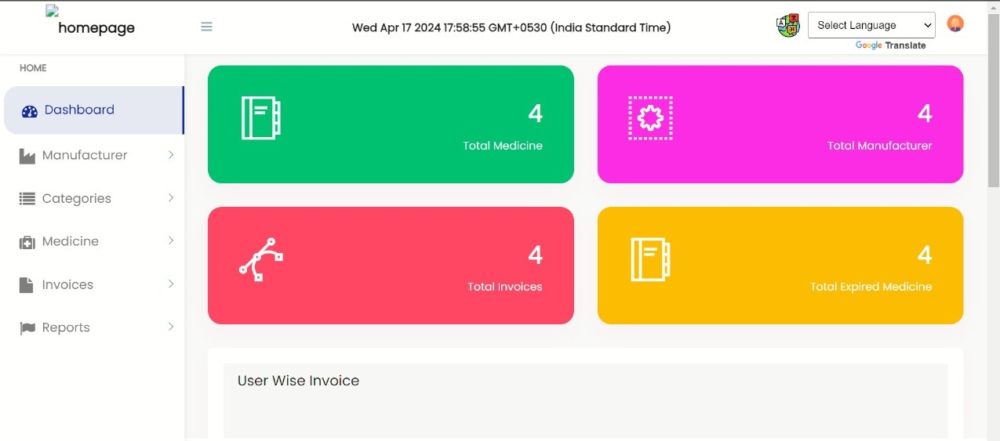 homepage
Wed Apr 17 2024 17:58:55 GMT+0530 (India Standard Time)
Select Language
Google Translate
HOME
Dashboard
Manufacturer
Categories
Medicine
Invoices
Reports
4
Total Medicine
4
Total Manufacturer
4
Total Invoices
4
Total Expired Medicine
User Wise Invoice